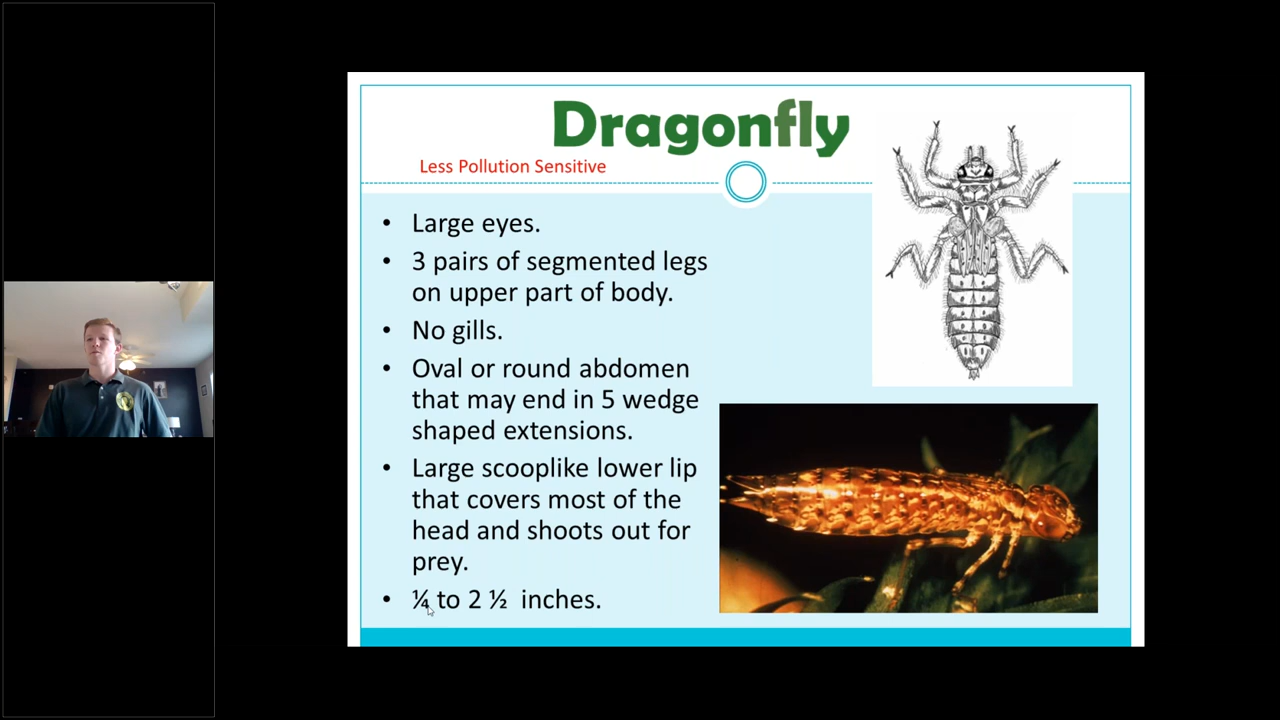 Dragonfly
Less Pollution Sensitive
• Large eyes.
• 3 pairs of segmented legs
on upper part of body.
• No gills.
• Oval or round abdomen
that may end in 5 wedge
shaped extensions.
• Large scooplike lower lip
that covers most of the
head and shoots out for
prey.
• ¼ to 2 ½ inches.